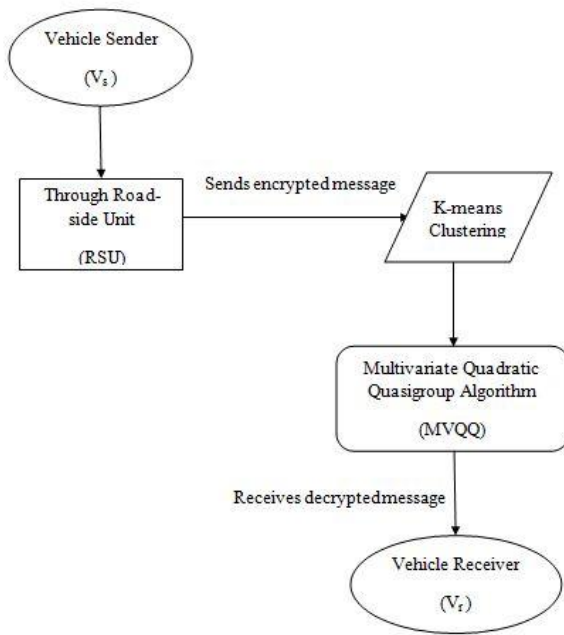 Vehicle Sender
(Vs)
Through Road-
side Unit
(RSU)
Sends encrypted message
K-means
Clustering
Multivariate Quadratic
Quasigroup Algorithm
(MVQQ)
Receives decryptedmessage
Vehicle Receiver
(Vr)